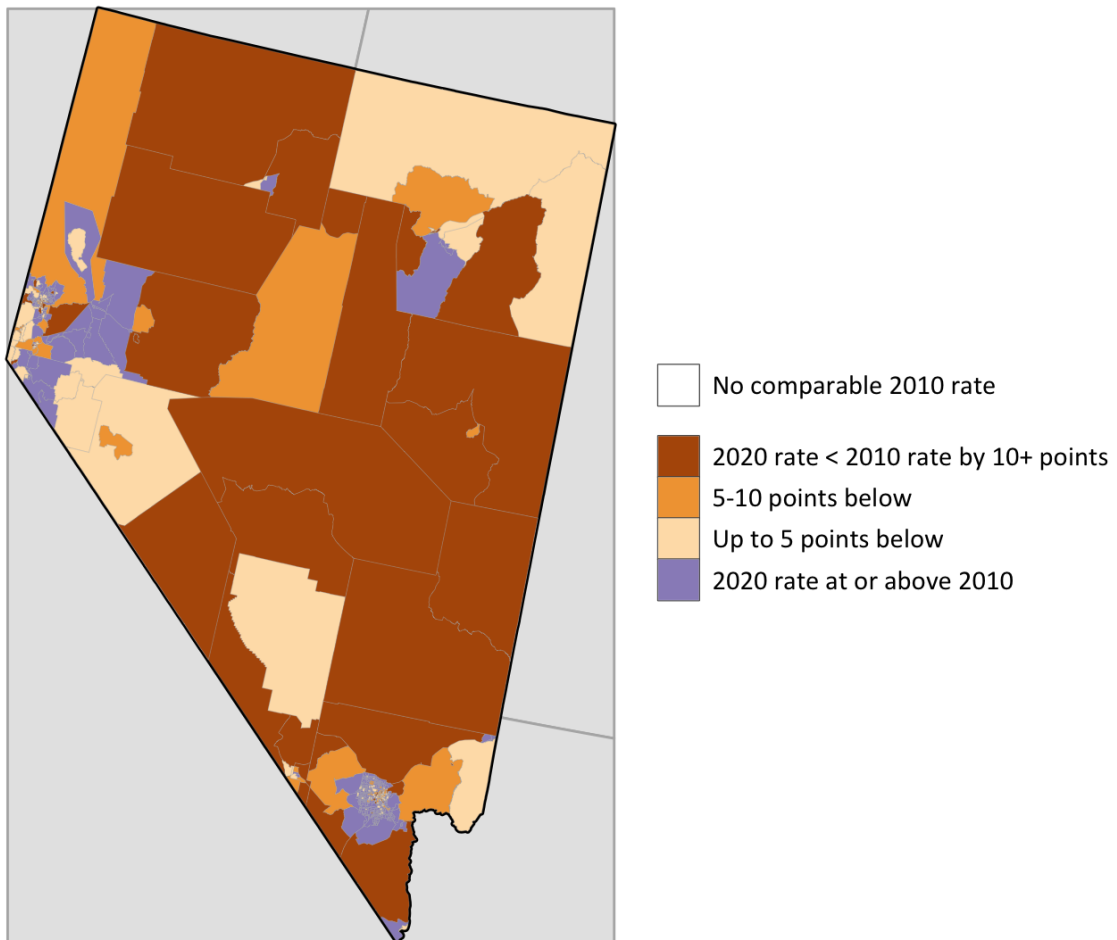 No comparable 2010 rate
2020 rate < 2010 rate by 10+ points
5-10 points below
Up to 5 points below
2020 rate at or above 2010